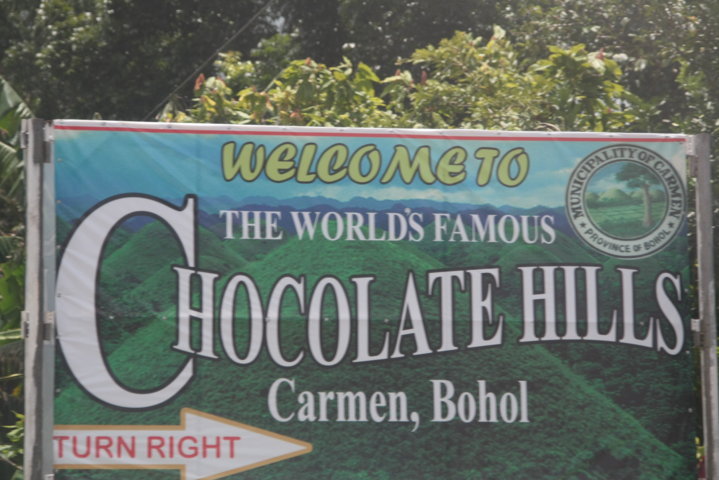 WELCOME TO
THE WORLD'S FAMOUS
CHOCOLATE HILLS
Carmen, Bohol
TURN RIGHT
MUNICIPALITY OF CARMEN
★ PROVINCE OF BOHOL ★